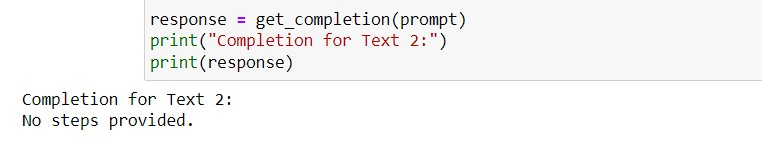 response = get_completion(prompt)
print("Completion for Text 2:")
print(response)
Completion for Text 2:
No steps provided.